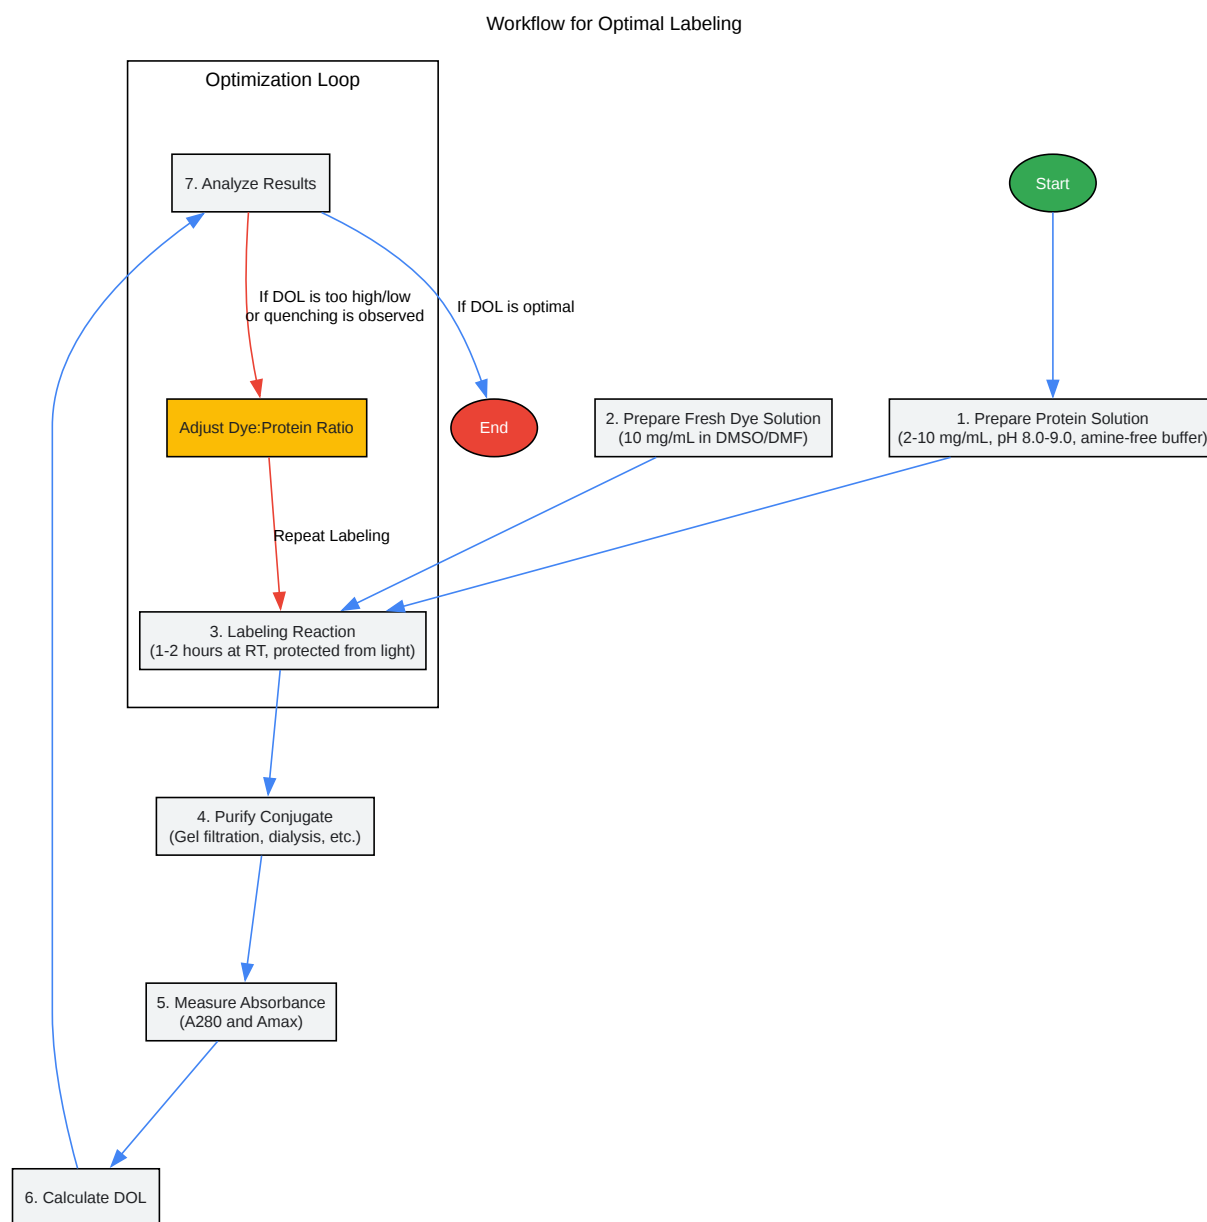 Workflow for Optimal Labeling
Optimization Loop
7. Analyze Results
Start
If DOL is too high/low
or quenching is observed
If DOL is optimal
Adjust Dye:Protein Ratio
End
2. Prepare Fresh Dye Solution
(10 mg/mL in DMSO/DMF)
1. Prepare Protein Solution
(2-10 mg/mL, pH 8.0-9.0, amine-free buffer)
Repeat Labeling
3. Labeling Reaction
(1-2 hours at RT, protected from light)
4. Purify Conjugate
(Gel filtration, dialysis, etc.)
5. Measure Absorbance
(A280 and Amax)
6. Calculate DOL